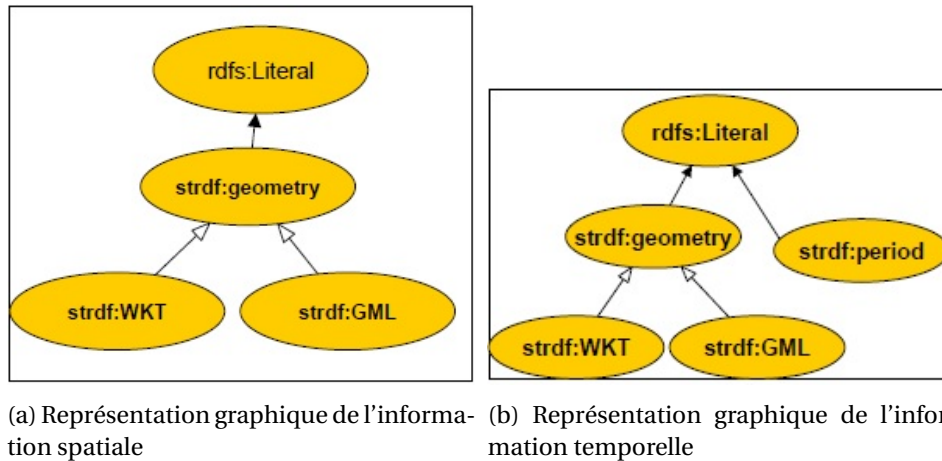 rdfs:Literal
strdf:geometry
strdf:WKT
strdf:GML
rdfs:Literal
strdf:geometry
strdf:period
strdf:WKT
strdf:GML
(a) Représentation graphique de l'informa-
tion spatiale
(b) Représentation graphique de l'infor
mation temporelle